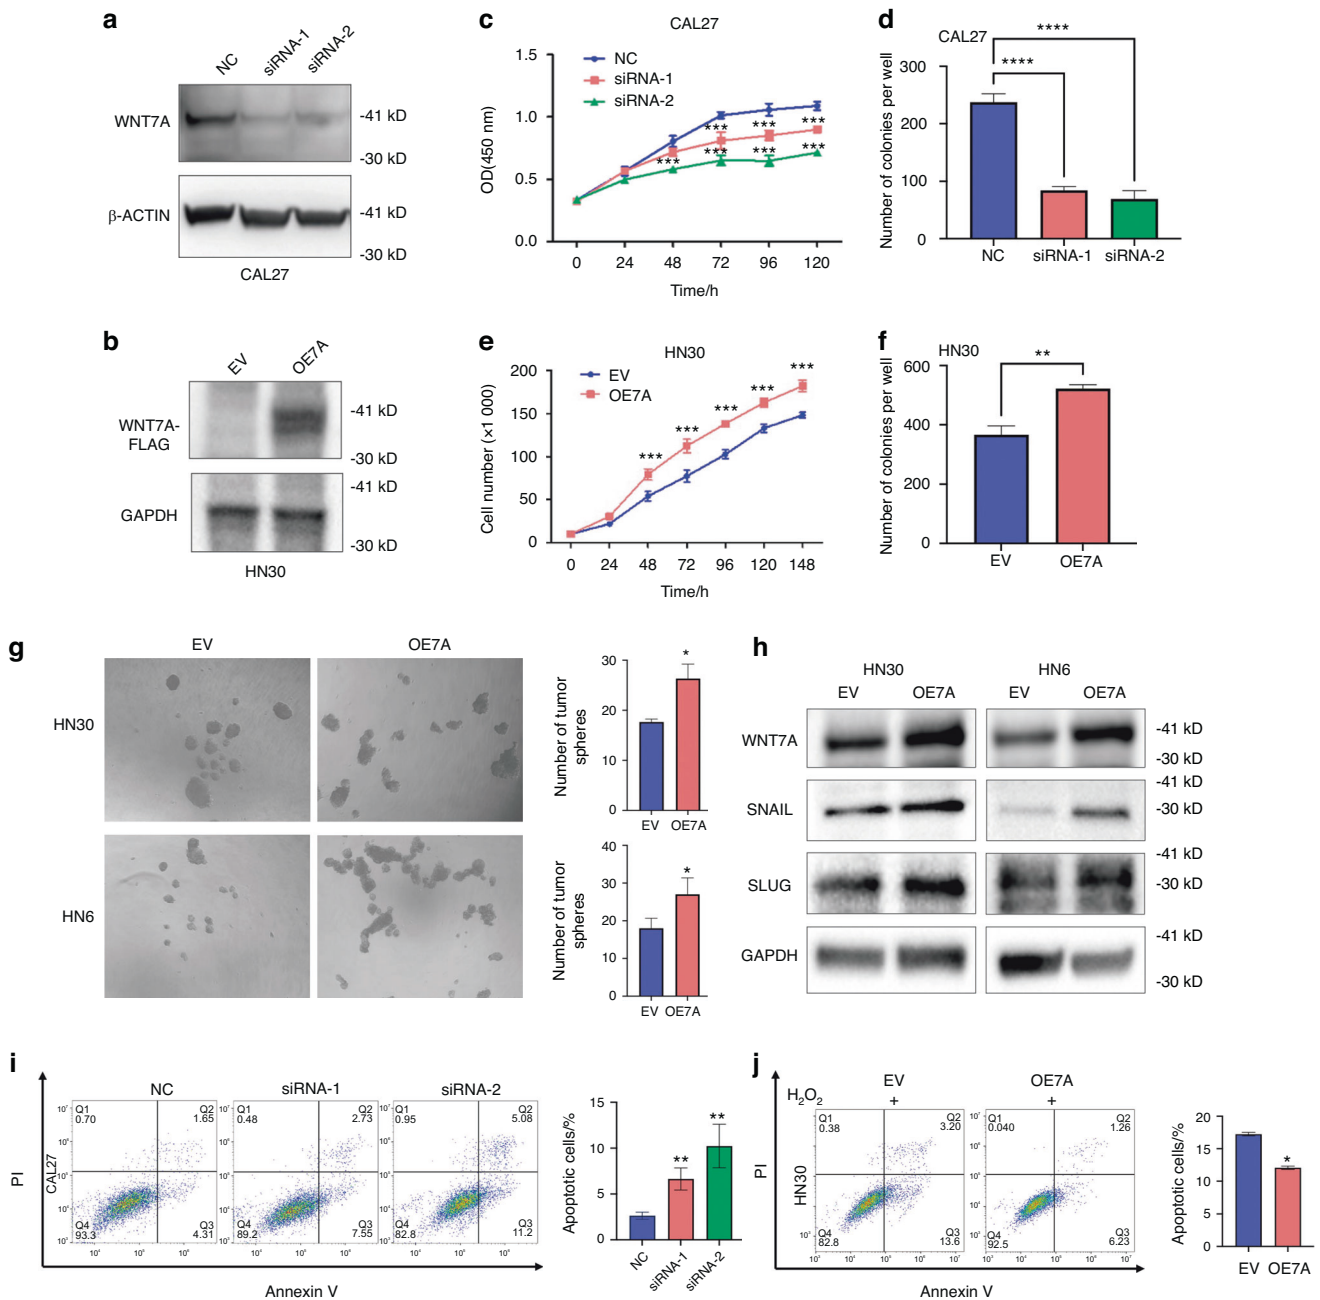 a
NC siRNA-1 siRNA-2
WNT7A
-41 kD
-30 kD
β-ACTIN
-41 kD
-30 kD
CAL27
b
EV OE7A
WNT7A-
FLAG
-41 kD
-30 kD
GAPDH
-41 kD
-30 kD
HN30
c
CAL27
NC
siRNA-1
siRNA-2
OD(450 nm)
1.5
1.0
0.5
0.0
*** *** ***
*** *** *** ***
0 24 48 72 96 120
Time/h
d
CAL27
****
****
Number of colonies per well
300
200
100
0
NC siRNA-1 siRNA-2
e
HN30
EV
OE7A
Cell number (×1 000)
200
150
100
50
0
*** *** *** *** ***
0 24 48 72 96 120 148
Time/h
f
HN30
**
Number of colonies per well
600
400
200
0
EV OE7A
g
EV OE7A
HN30
HN6
Number of tumor
spheres
30
20
10
0
*
EV OE7A
Number of tumor
spheres
40
30
20
10
0
*
EV OE7A
h
HN30 HN6
EV OE7A EV OE7A
WNT7A
-41 kD
-30 kD
SNAIL
-41 kD
-30 kD
SLUG
-41 kD
-30 kD
GAPDH
-41 kD
-30 kD
i
NC siRNA-1 siRNA-2
PI
CAL27
Q1
0.70
Q2
1.65
Q4
93.3
Q3
4.31
Q1
0.48
Q2
2.73
Q4
89.2
Q3
7.55
Q1
0.95
Q2
5.08
Q4
82.8
Q3
11.2
Annexin V
Apoptotic cells/%
15
10
5
0
** **
NC siRNA-1 siRNA-2
j
EV OE7A
H₂O₂ + +
PI
HN30
Q1
0.38
Q2
3.20
Q4
82.8
Q3
13.6
Q1
0.040
Q2
1.26
Q4
92.5
Q3
6.23
Annexin V
Apoptotic cells/%
20
15
10
5
0
*
EV OE7A